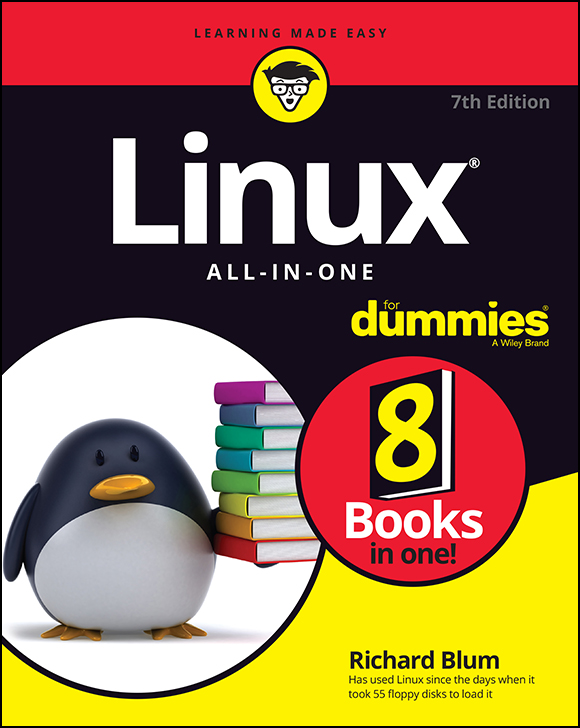 LEARNING MADE EASY
7th Edition
Linux®
ALL-IN-ONE
for
dummies®
A Wiley Brand
8
Books
in one!
Richard Blum
Has used Linux since the days when it
took 55 floppy disks to load it